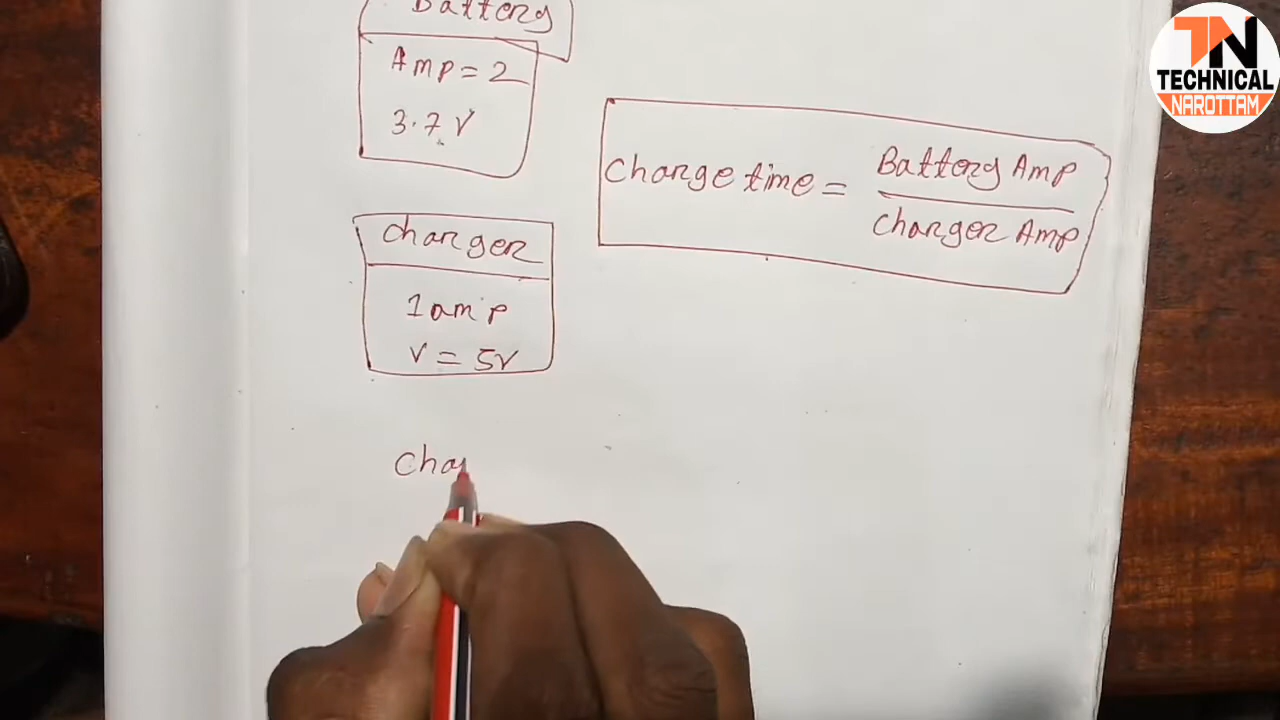 Battery
Amp = 2
3.7 V
Charge time = Battery Amp
Charger Amp
Charger
1 amp
V = 5V
Cha
TN
TECHNICAL
NAROTTAM